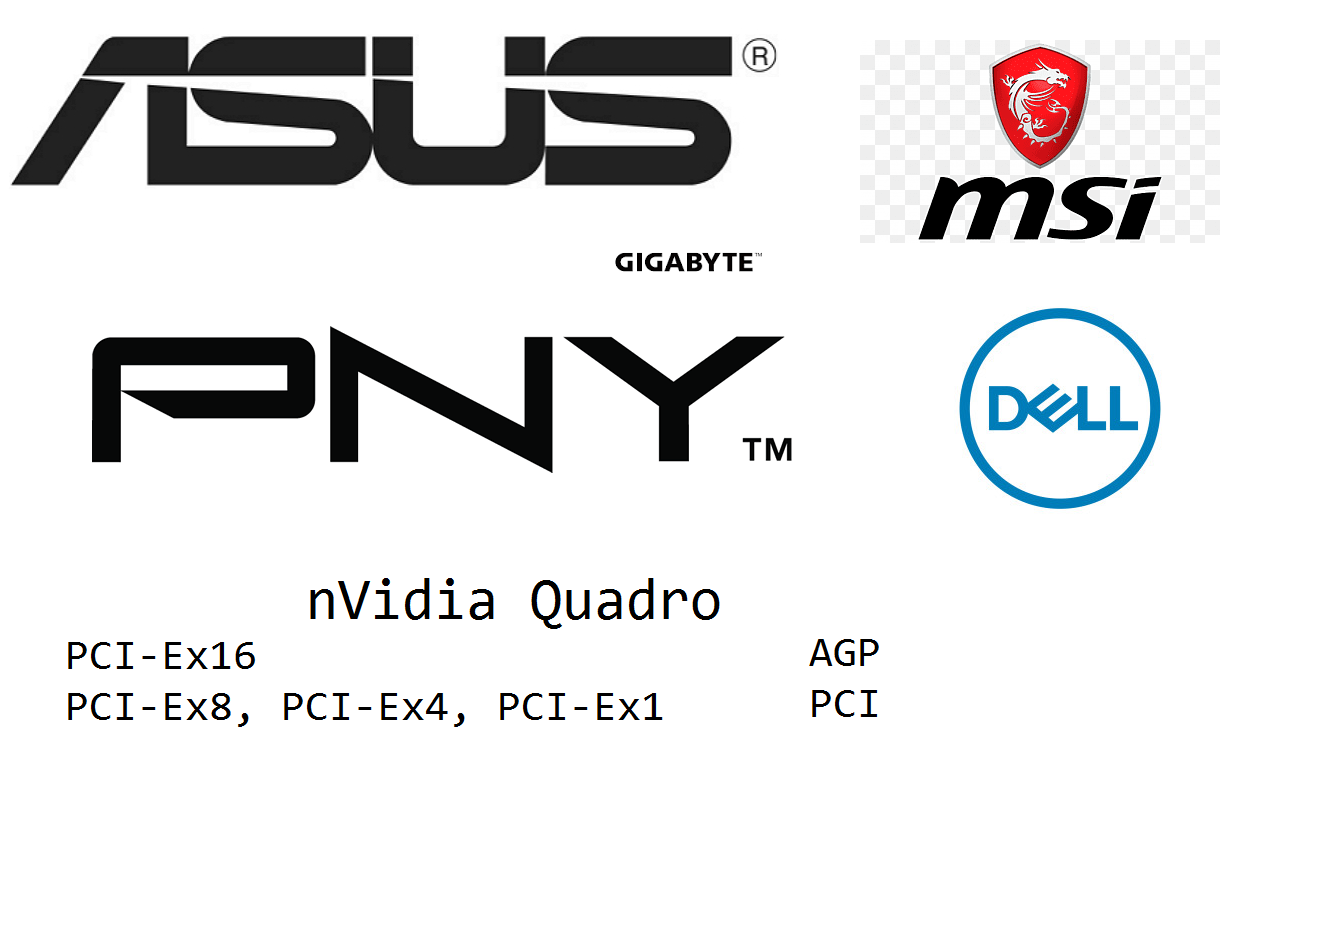 ASUS®
msi
GIGABYTE™
PNY™
DELL
nVidia Quadro
PCI-Ex16
AGP
PCI-Ex8, PCI-Ex4, PCI-Ex1
PCI